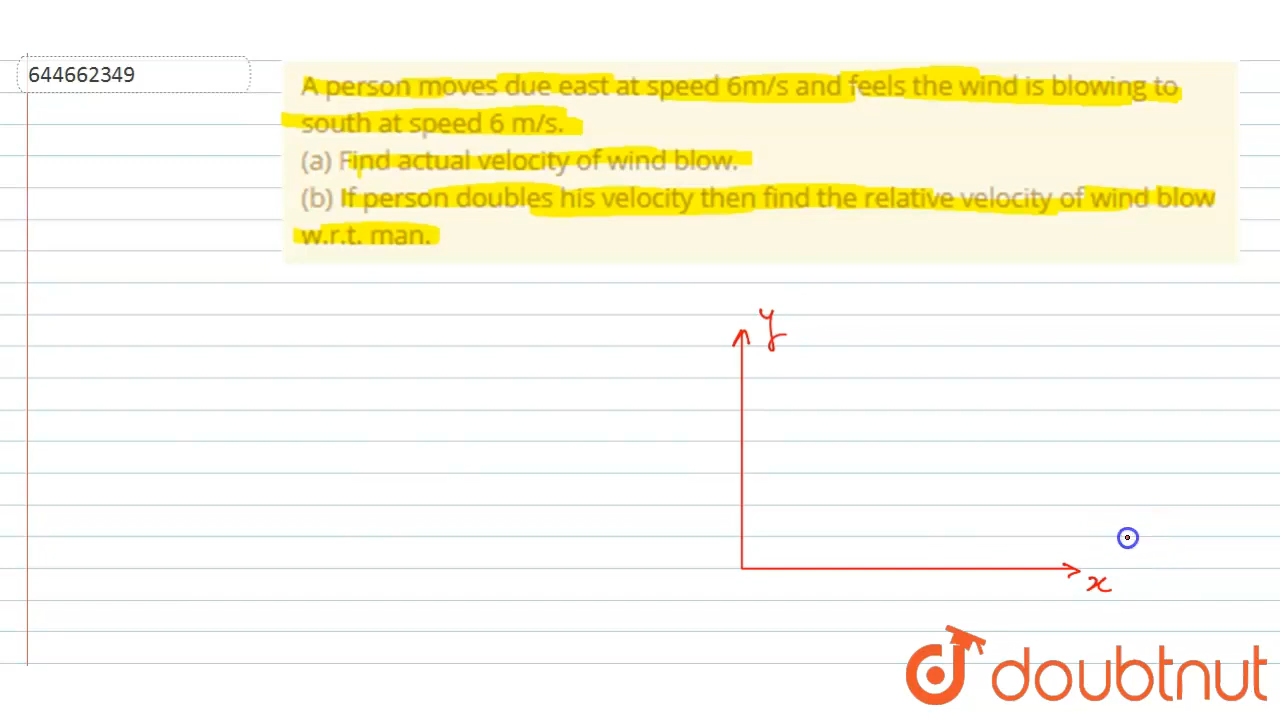 644662349
A person moves due east at speed 6m/s and feels the wind is blowing to
south at speed 6 m/s.
(a) Find actual velocity of wind blow.
(b) If person doubles his velocity then find the relative velocity of wind blow
w.r.t. man.
y
x
doubtnut